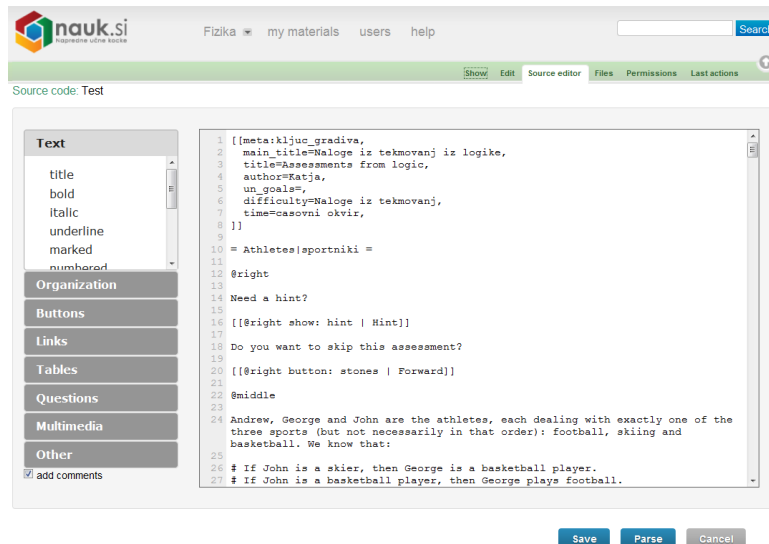 nauk.si
Napredne učne kocke
Fizika my materials users help
Search
Show Edit Source editor Files Permissions Last actions
Source code: Test
Text
title
bold
italic
underline
marked
numbered
Organization
Buttons
Links
Tables
Questions
Multimedia
Other
add comments
1 [[meta:kljuc_gradiva,
2 main_title=Naloge iz tekmovanj iz logike,
3 title=Assessments from logic,
4 author=Katja,
5 un_goals=,
6 difficulty=Naloge iz tekmovanj,
7 time=casovni okvir,
8 ]]
9
10 = Athletes|sportniki =
11
12 @right
13
14 Need a hint?
15
16 [[@right show: hint | Hint]]
17
18 Do you want to skip this assessment?
19
20 [[@right button: stones | Forward]]
21
22 @middle
23
24 Andrew, George and John are the athletes, each dealing with exactly one of the
three sports (but not necessarily in that order): football, skiing and
basketball. We know that:
25
26 # If John is a skier, then George is a basketball player.
27 # If John is a basketball player, then George plays football.
Save Parse Cancel